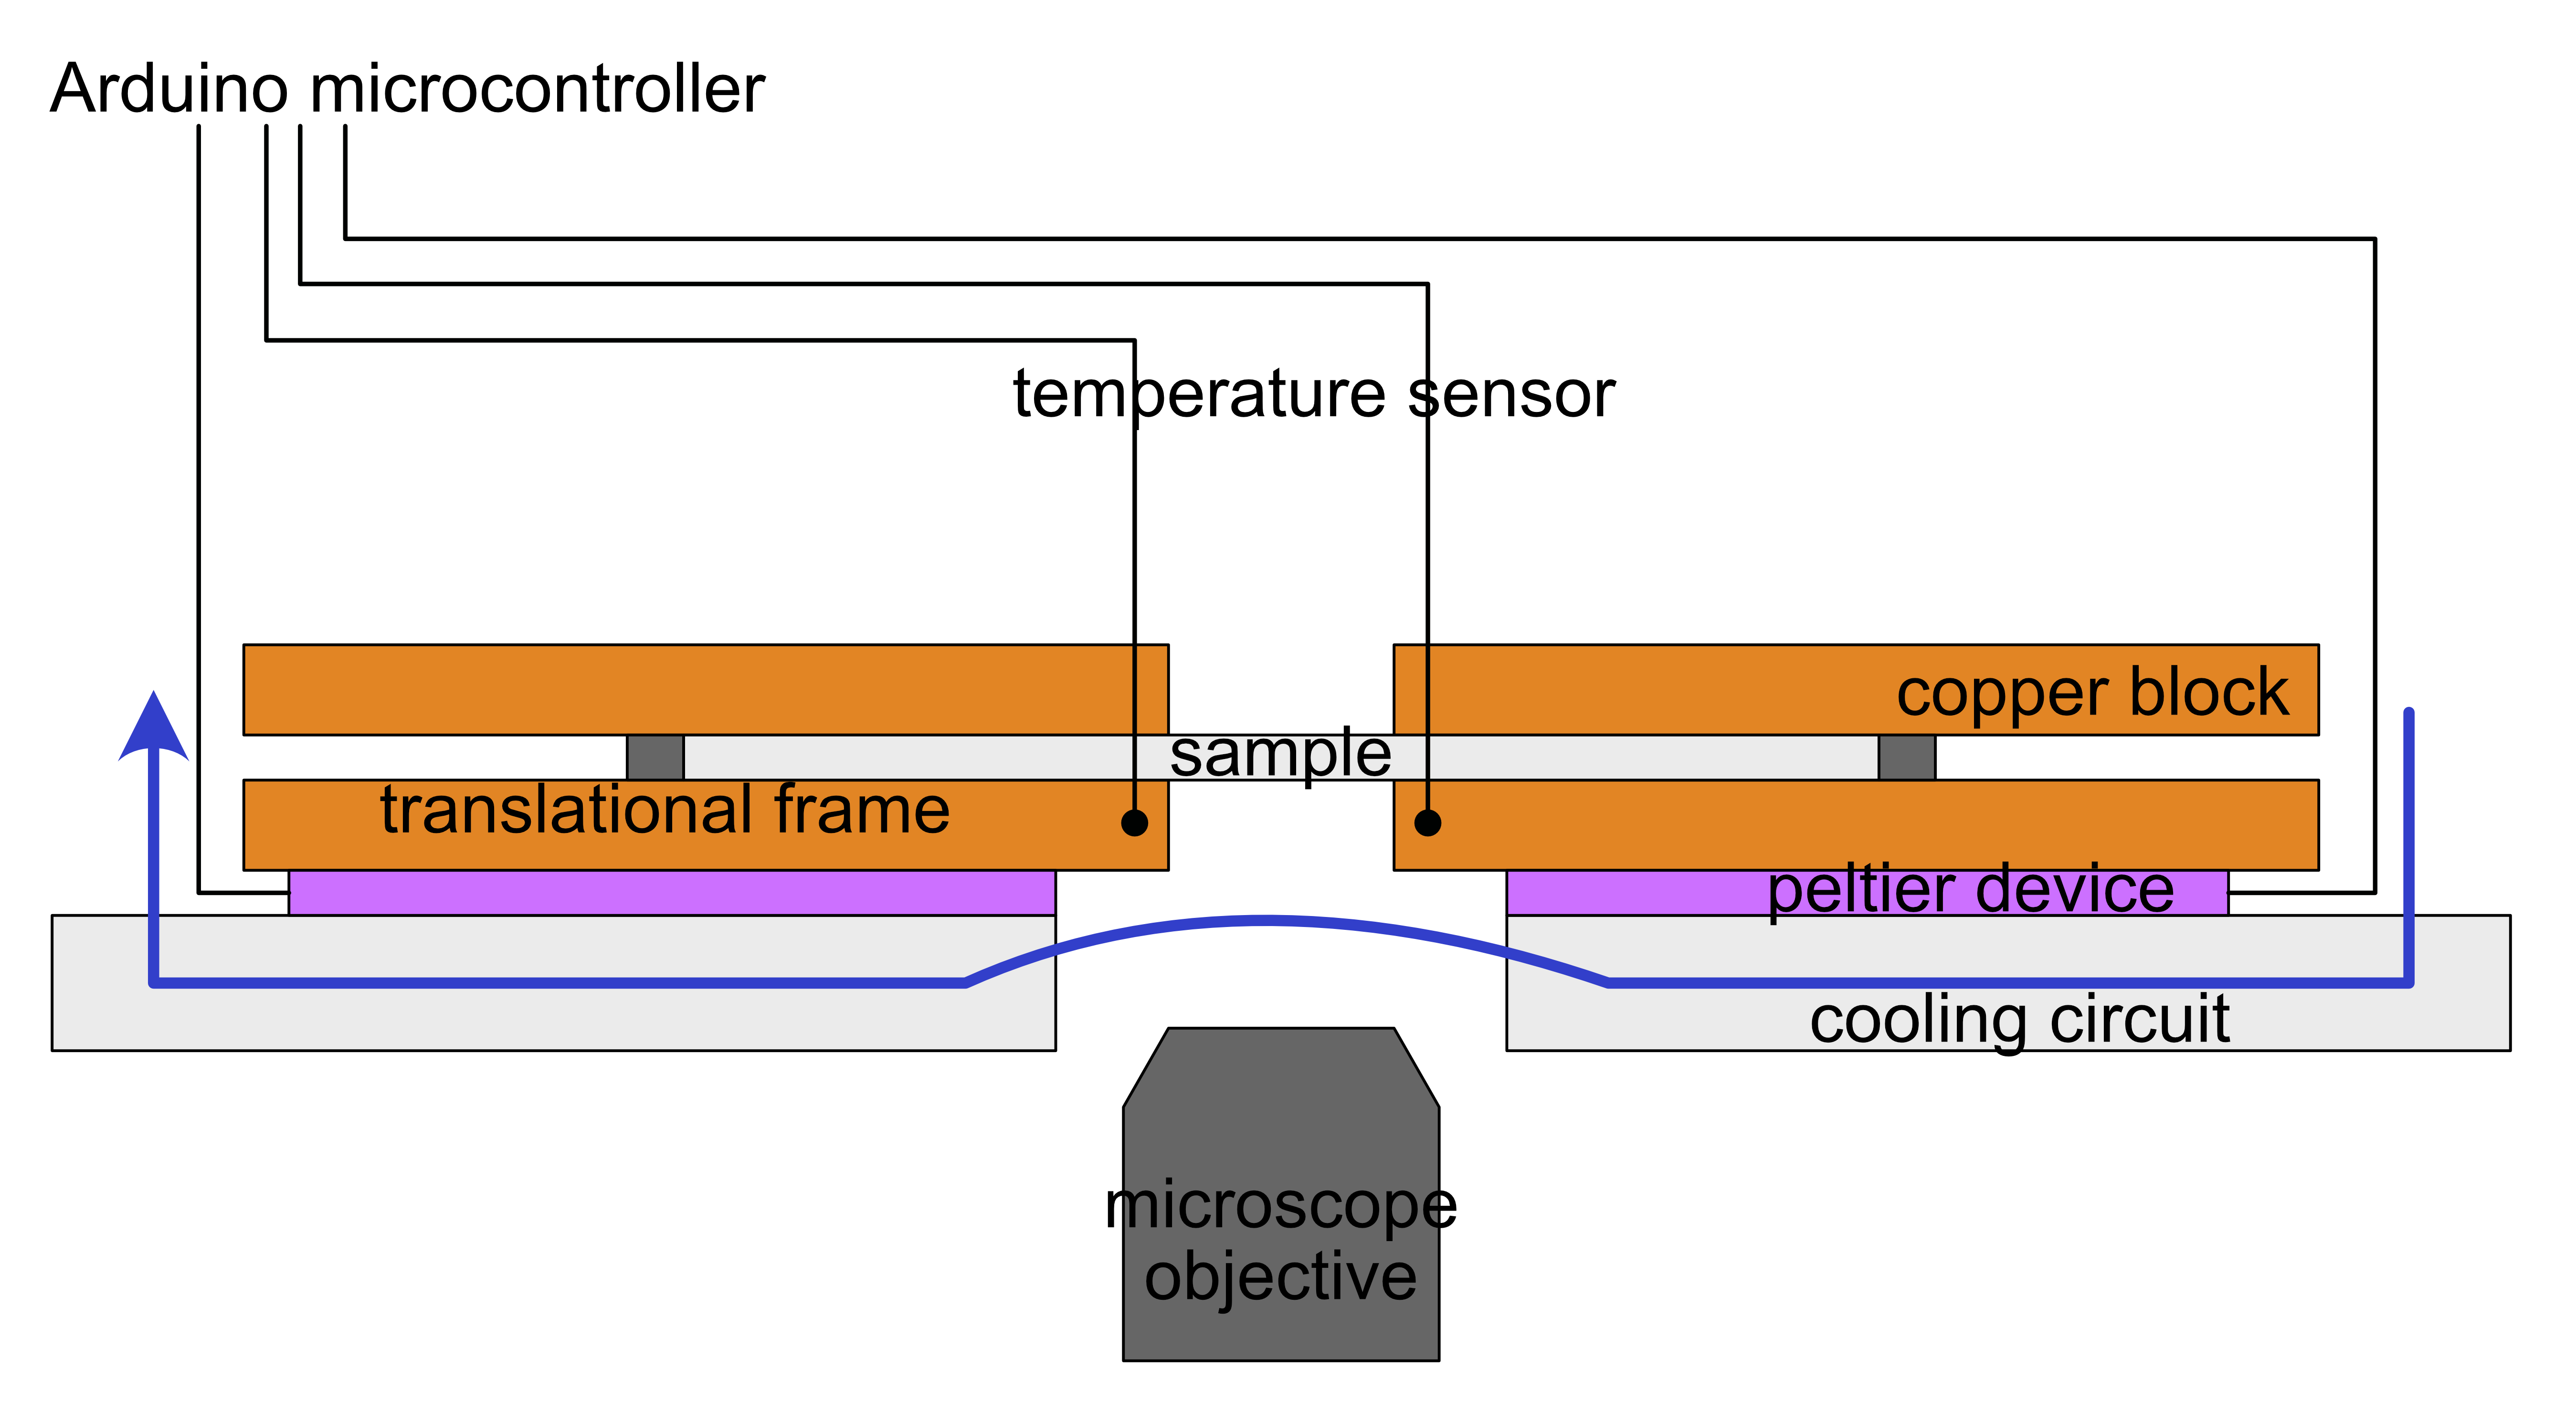 Arduino microcontroller
temperature sensor
copper block
sample
translational frame
peltier device
cooling circuit
microscope
objective